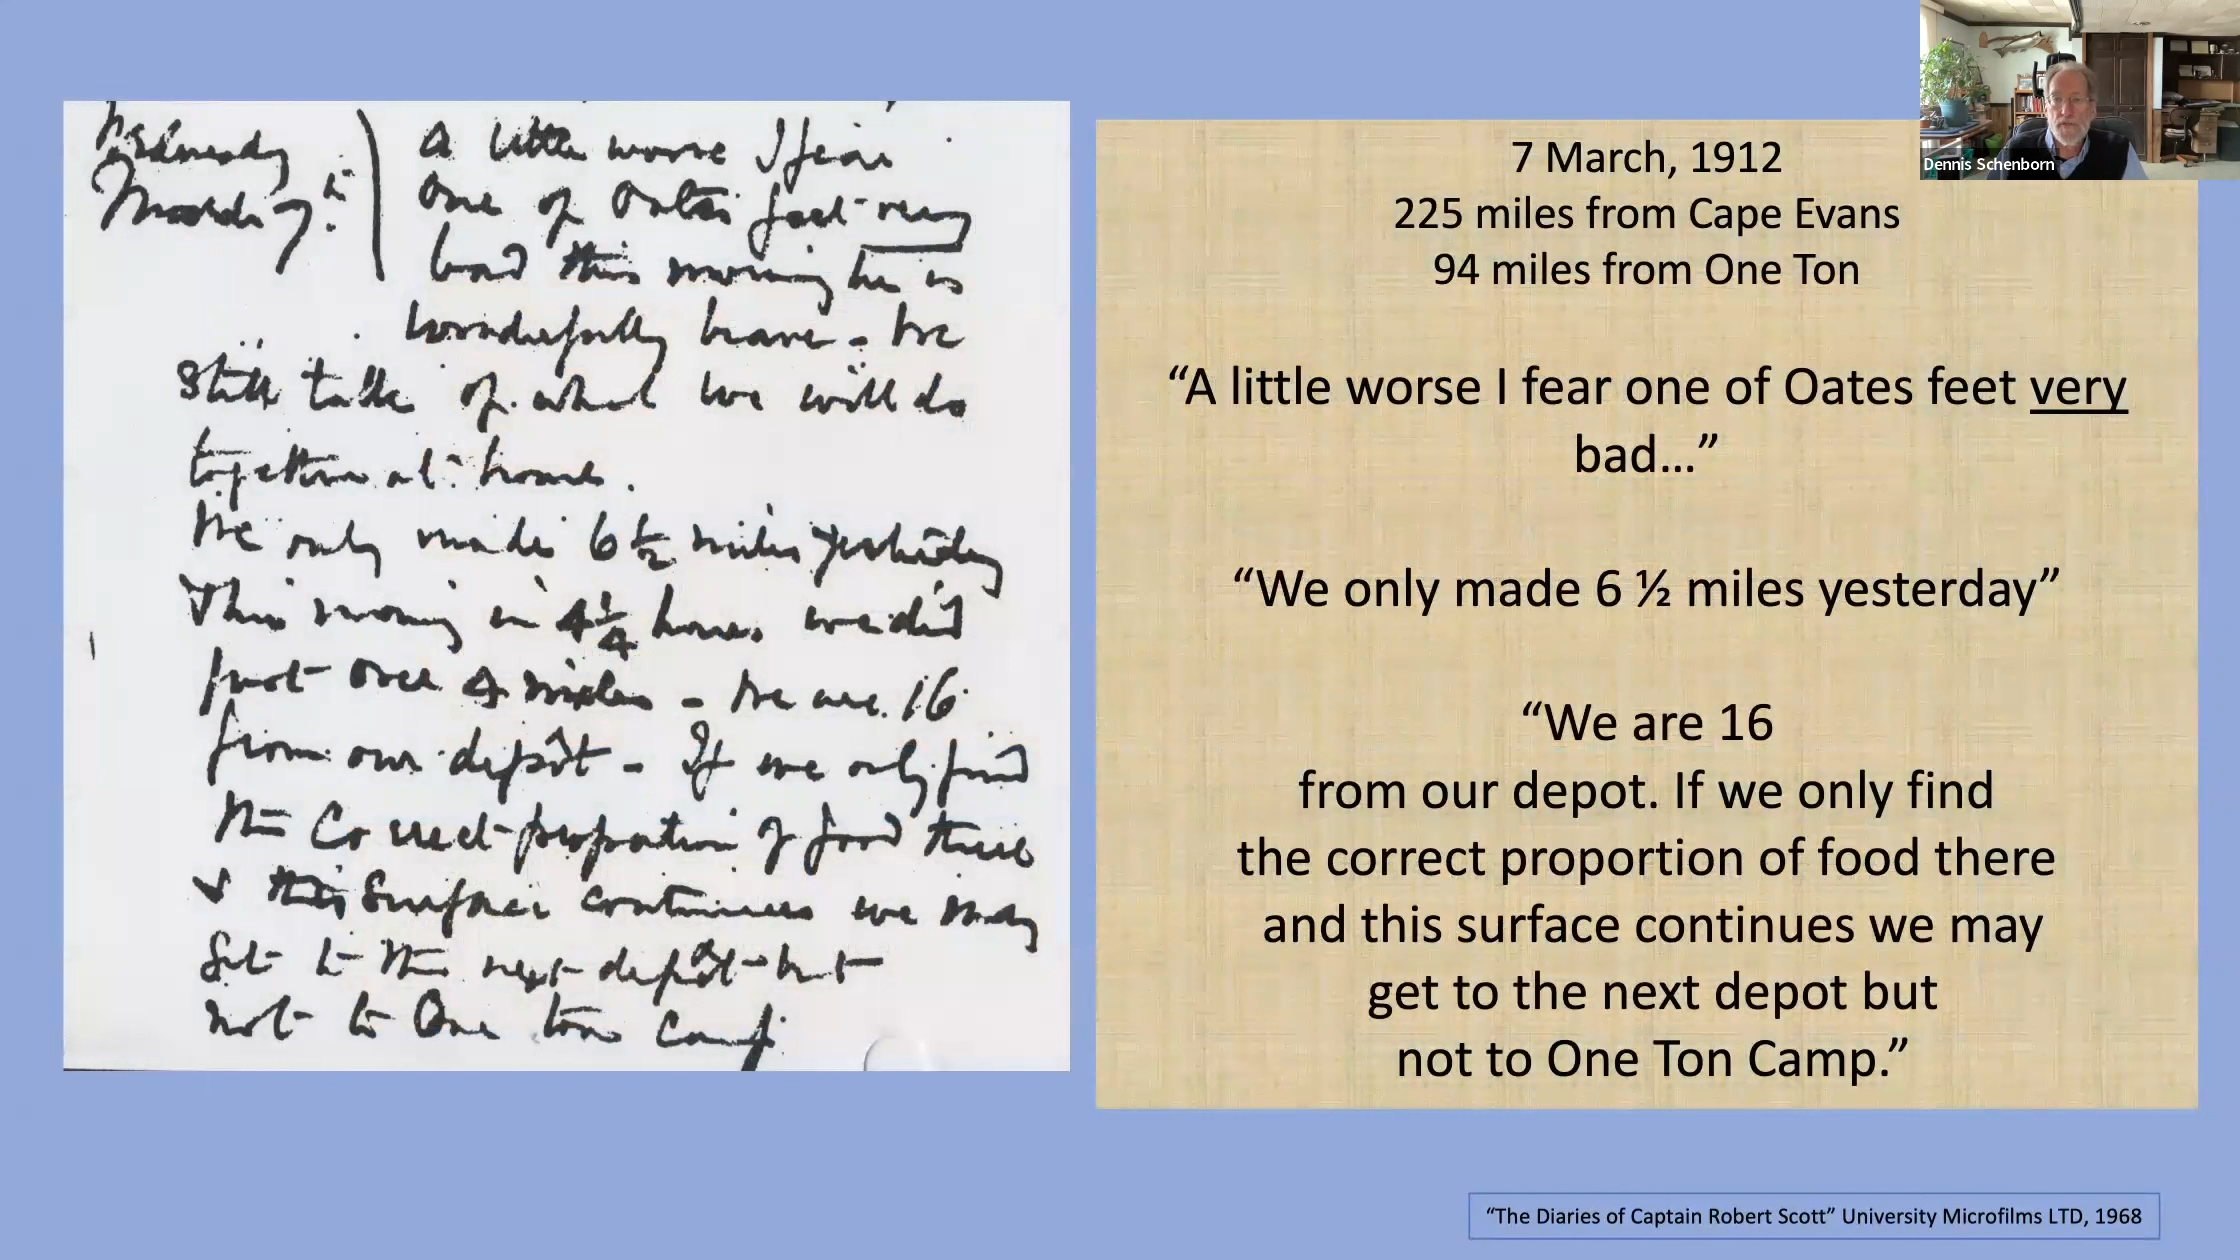 Wednesday
March 7th.
A little worse I fear
One of Oates feet very
bad this morning he is
wonderfully brave - We
still talk of what we will do
together at home.
We only made 6 ½ miles yesterday
This morning in 4¼ hours we did
just over 4 miles - We are 16
from our depôt - If we only find
the correct proportion of food there
& this surface continues we may
get to the next depôt - but
not to One ton camp
7 March, 1912
225 miles from Cape Evans
94 miles from One Ton
“A little worse I fear one of Oates feet very
bad...”
“We only made 6 ½ miles yesterday”
“We are 16
from our depot. If we only find
the correct proportion of food there
and this surface continues we may
get to the next depot but
not to One Ton Camp.”
Dennis Schenborn
“The Diaries of Captain Robert Scott” University Microfilms LTD, 1968